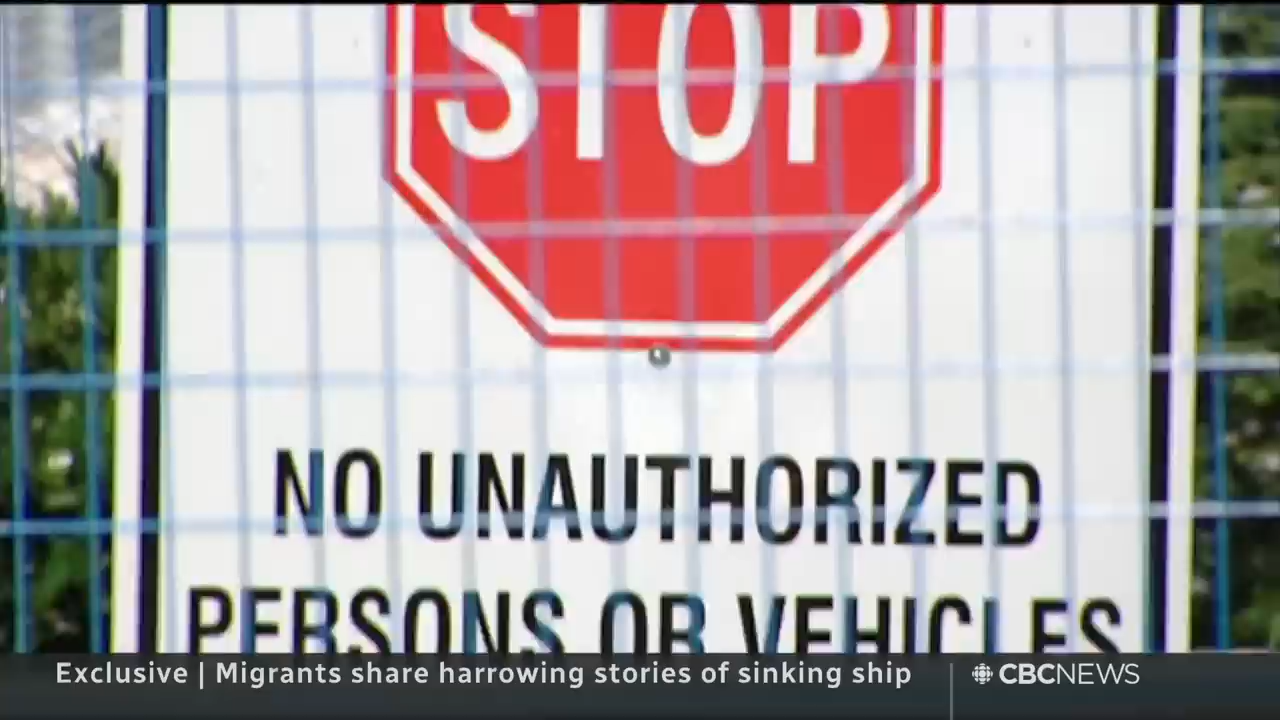 STOP
NO UNAUTHORIZED
PERSONS OR VEHICLES
Exclusive | Migrants share harrowing stories of sinking ship
CBCNEWS